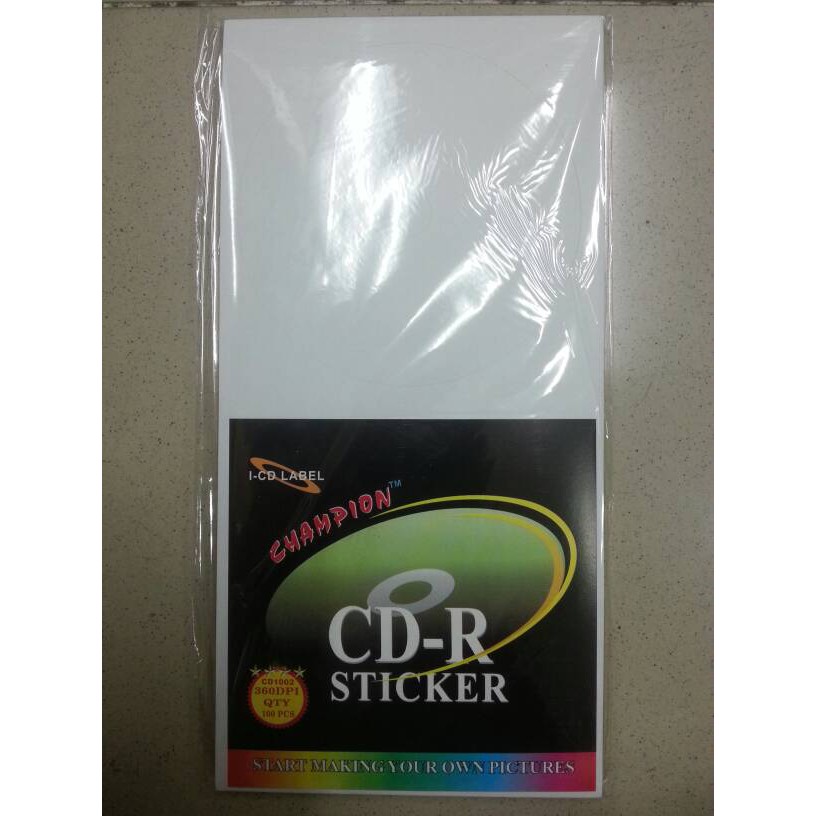 I-CD LABEL
CHAMPION™
CD-R
STICKER
CD1002
360DPI
QTY
100 PCS
START MAKING YOUR OWN PICTURES